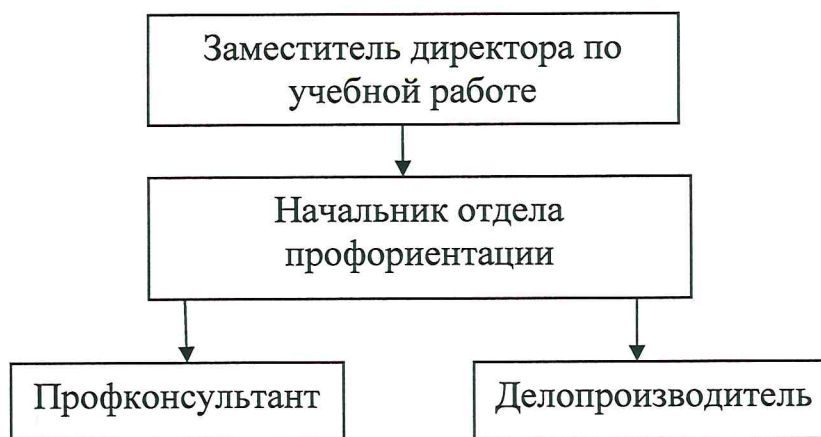 Заместитель директора по
учебной работе
Начальник отдела
профориентации
Профконсультант
Делопроизводитель